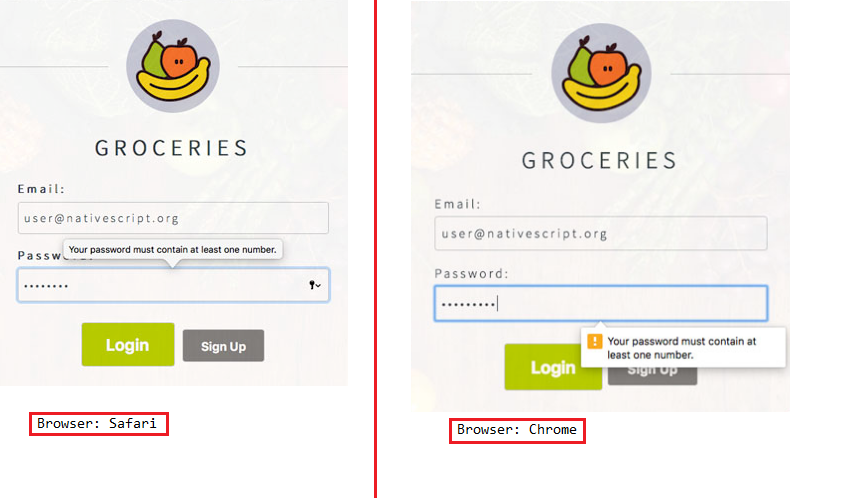 GROCERIES
Email:
user@nativescript.org
Your password must contain at least one number.
Passw
••••••••
Login
Sign Up
Browser: Safari
GROCERIES
Email:
user@nativescript.org
Password:
•••••••••
Your password must contain at
least one number.
Login
Sign Up
Browser: Chrome